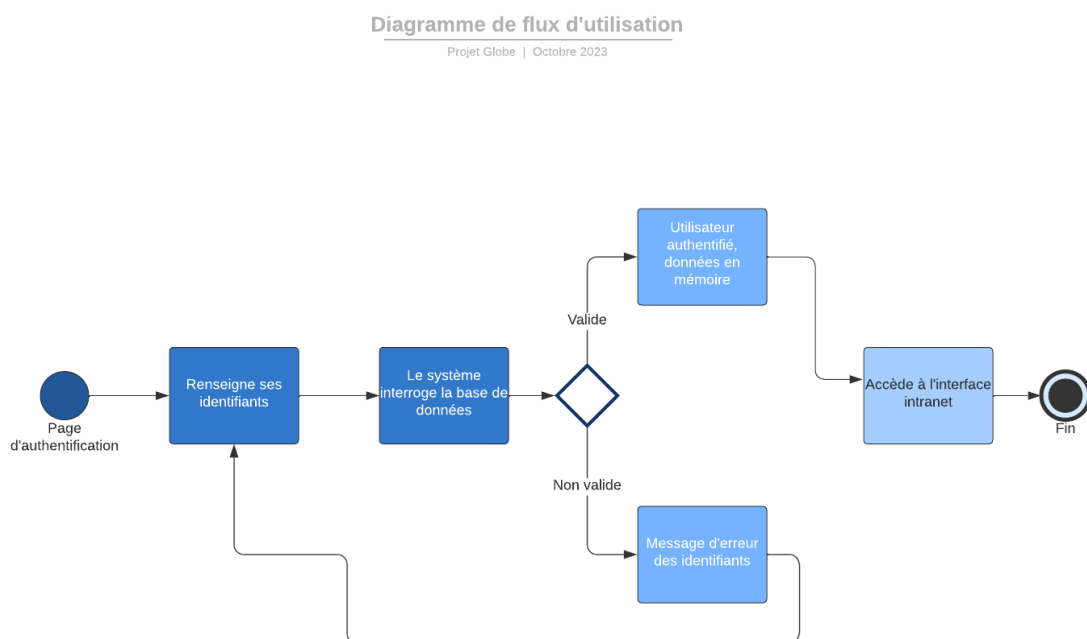 Diagramme de flux d'utilisation
Projet Globe | Octobre 2023
Utilisateur
authentifié,
données en
mémoire
Valide
Page
d'authentification
Renseigne ses
identifiants
Le système
interroge la base de
données
Accède à l'interface
intranet
Fin
Non valide
Message d'erreur
des identifiants